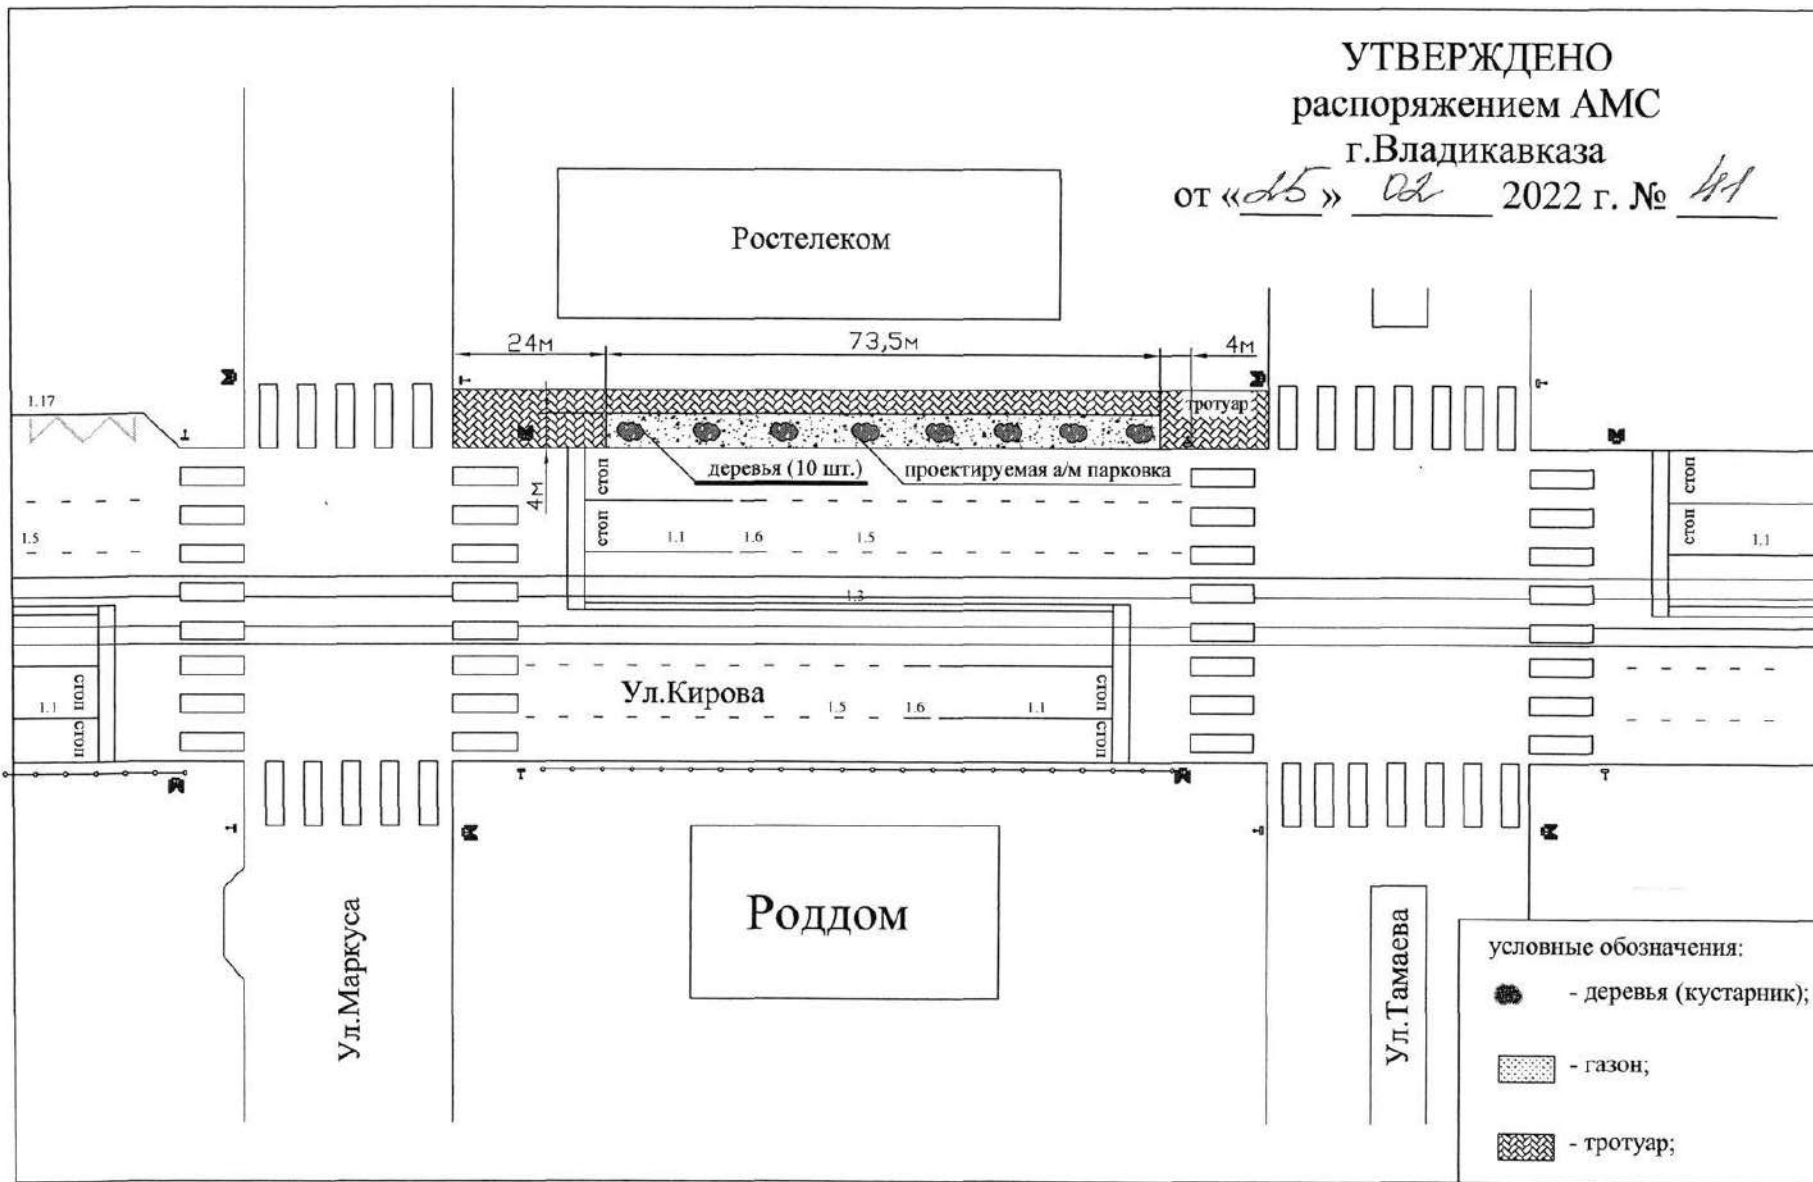 УТВЕРЖДЕНО
распоряжением АМС
г.Владикавказа
от «25» 02 2022 г. № 41
Ростелеком
24м
73,5м
4м
1.17
тротуар
деревья (10 шт.)
проектируемая а/м парковка
4м
стоп
стоп
1.1
1.6
1.5
1.5
стоп
стоп
1.1
1.3
Ул.Кирова
1.5
1.6
1.1
стоп
стоп
1.1
стоп
стоп
Роддом
Ул.Маркуса
Ул.Тамаева
условные обозначения:
- деревья (кустарник);
- газон;
- тротуар;